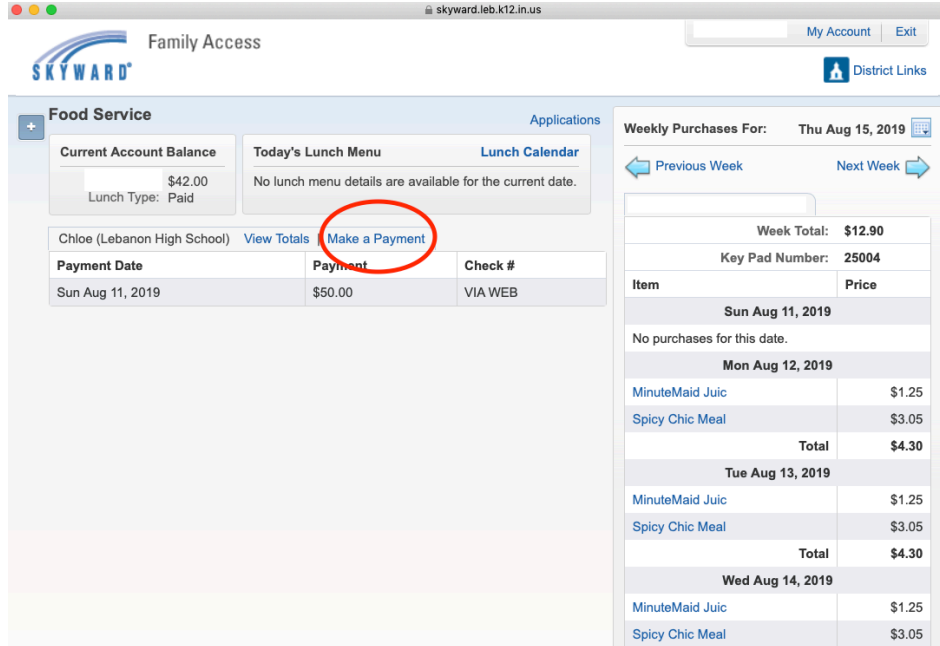 skyward.leb.k12.in.us
SKYWARD®
Family Access
My Account Exit
District Links
Food Service
Applications
Current Account Balance
$42.00
Lunch Type: Paid
Today's Lunch Menu Lunch Calendar
No lunch menu details are available for the current date.
Chloe (Lebanon High School) View Totals | Make a Payment
Payment Date Payment Check #
Sun Aug 11, 2019 $50.00 VIA WEB
Weekly Purchases For: Thu Aug 15, 2019
Previous Week Next Week
Week Total: $12.90
Key Pad Number: 25004
Item Price
Sun Aug 11, 2019
No purchases for this date.
Mon Aug 12, 2019
MinuteMaid Juic $1.25
Spicy Chic Meal $3.05
Total $4.30
Tue Aug 13, 2019
MinuteMaid Juic $1.25
Spicy Chic Meal $3.05
Total $4.30
Wed Aug 14, 2019
MinuteMaid Juic $1.25
Spicy Chic Meal $3.05